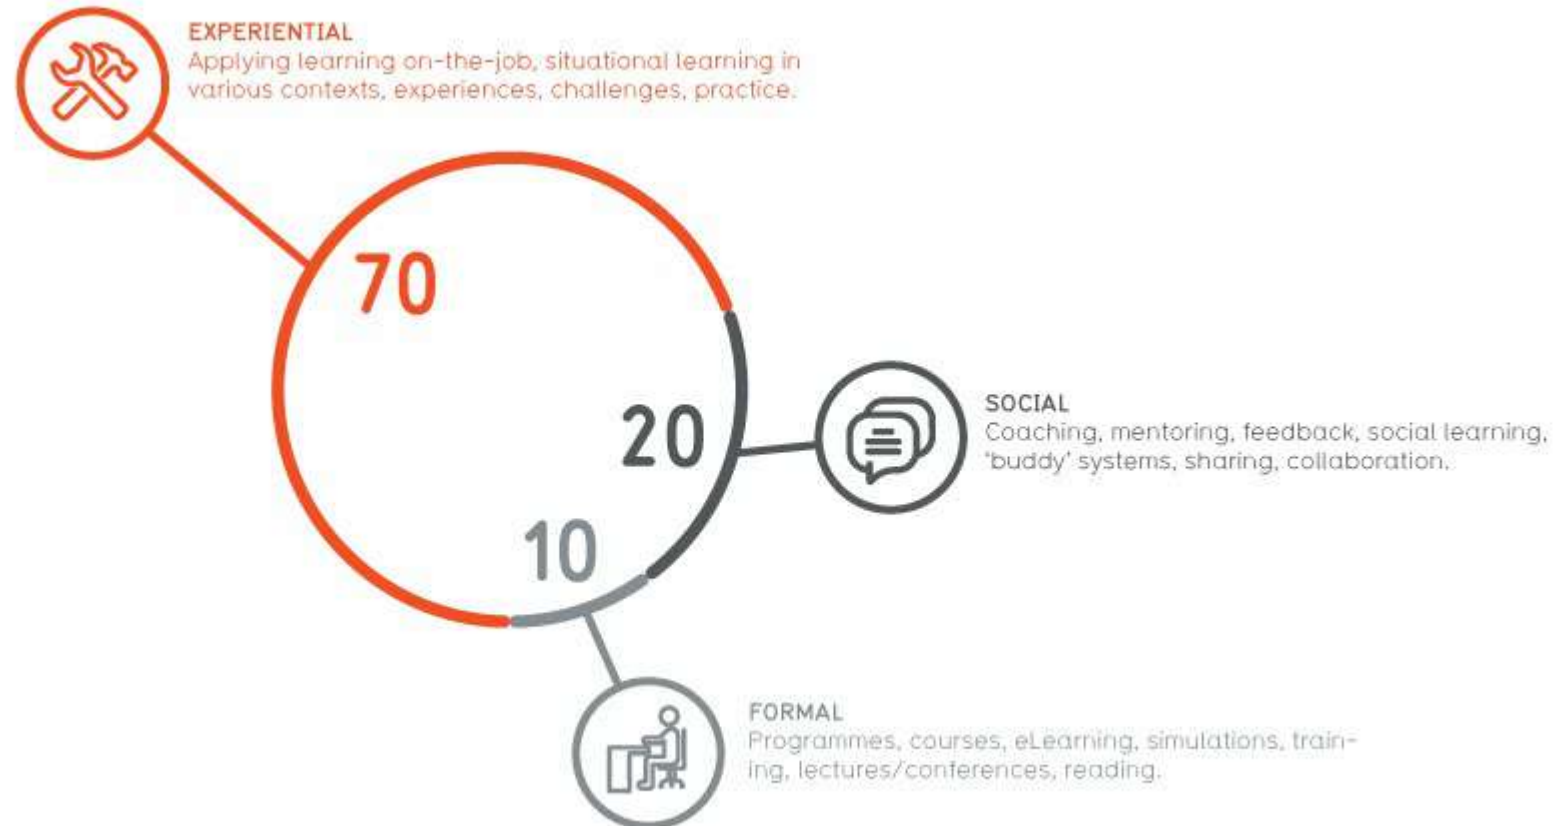 EXPERIENTIAL
Applying learning on-the-job, situational learning in
various contexts, experiences, challenges, practice.
70
20
SOCIAL
Coaching, mentoring, feedback, social learning,
'buddy' systems, sharing, collaboration.
10
FORMAL
Programmes, courses, eLearning, simulations, train-
ing, lectures/conferences, reading.